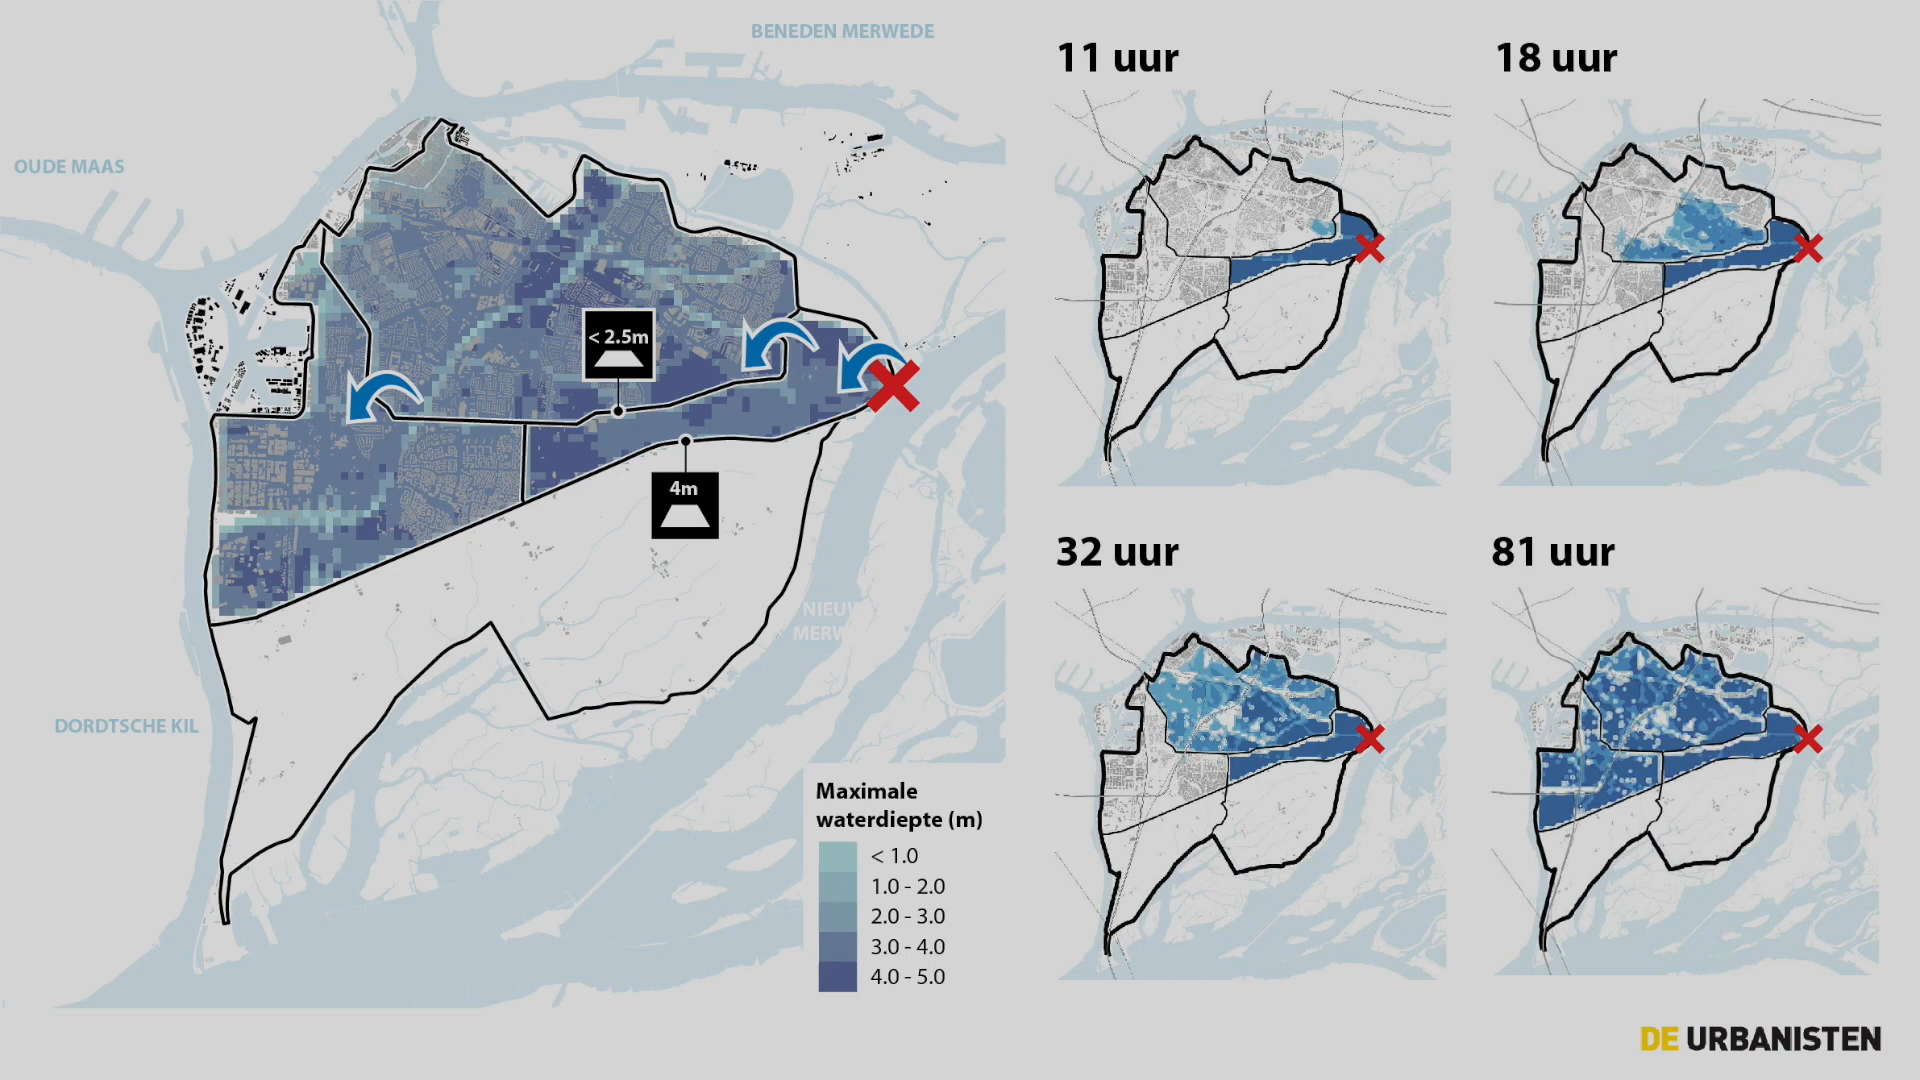 BENEDEN MERWEDE
OUDE MAAS
< 2.5m
4m
DORDTSCHE KIL
Maximale
waterdiepte (m)
< 1.0
1.0 - 2.0
2.0 - 3.0
3.0 - 4.0
4.0 - 5.0
11 uur
18 uur
32 uur
81 uur
DE URBANISTEN